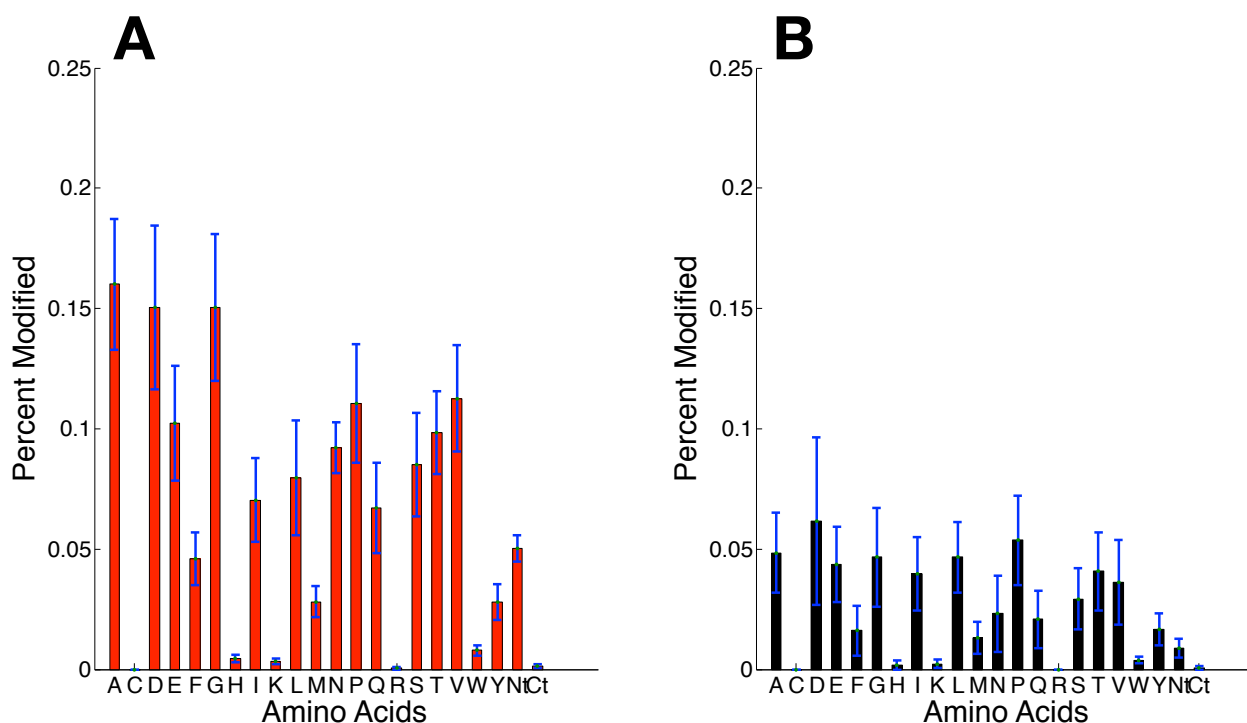 A
B
0.25
0.2
0.15
0.1
0.05
0
Percent Modified
A C D E F G H I K L M N P Q R S T V W Y Nt Ct
Amino Acids
0.25
0.2
0.15
0.1
0.05
0
Percent Modified
A C D E F G H I K L M N P Q R S T V W Y Nt Ct
Amino Acids